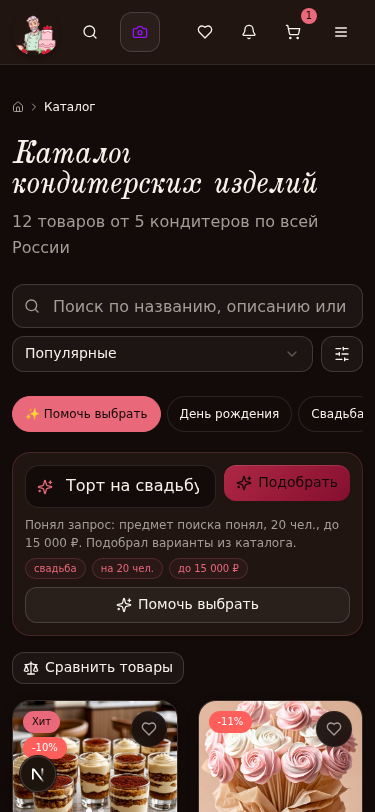 1
Каталог
Каталог
кондитерских изделий
12 товаров от 5 кондитеров по всей
России
Поиск по названию, описанию или
Популярные
✨ Помочь выбрать
День рождения
Свадьба
Торт на свадьбу
Подобрать
Понял запрос: предмет поиска понял, 20 чел., до
15 000 ₽. Подобрал варианты из каталога.
свадьба
на 20 чел.
до 15 000 ₽
Помочь выбрать
Сравнить товары
Хит
-11%
-10%
N